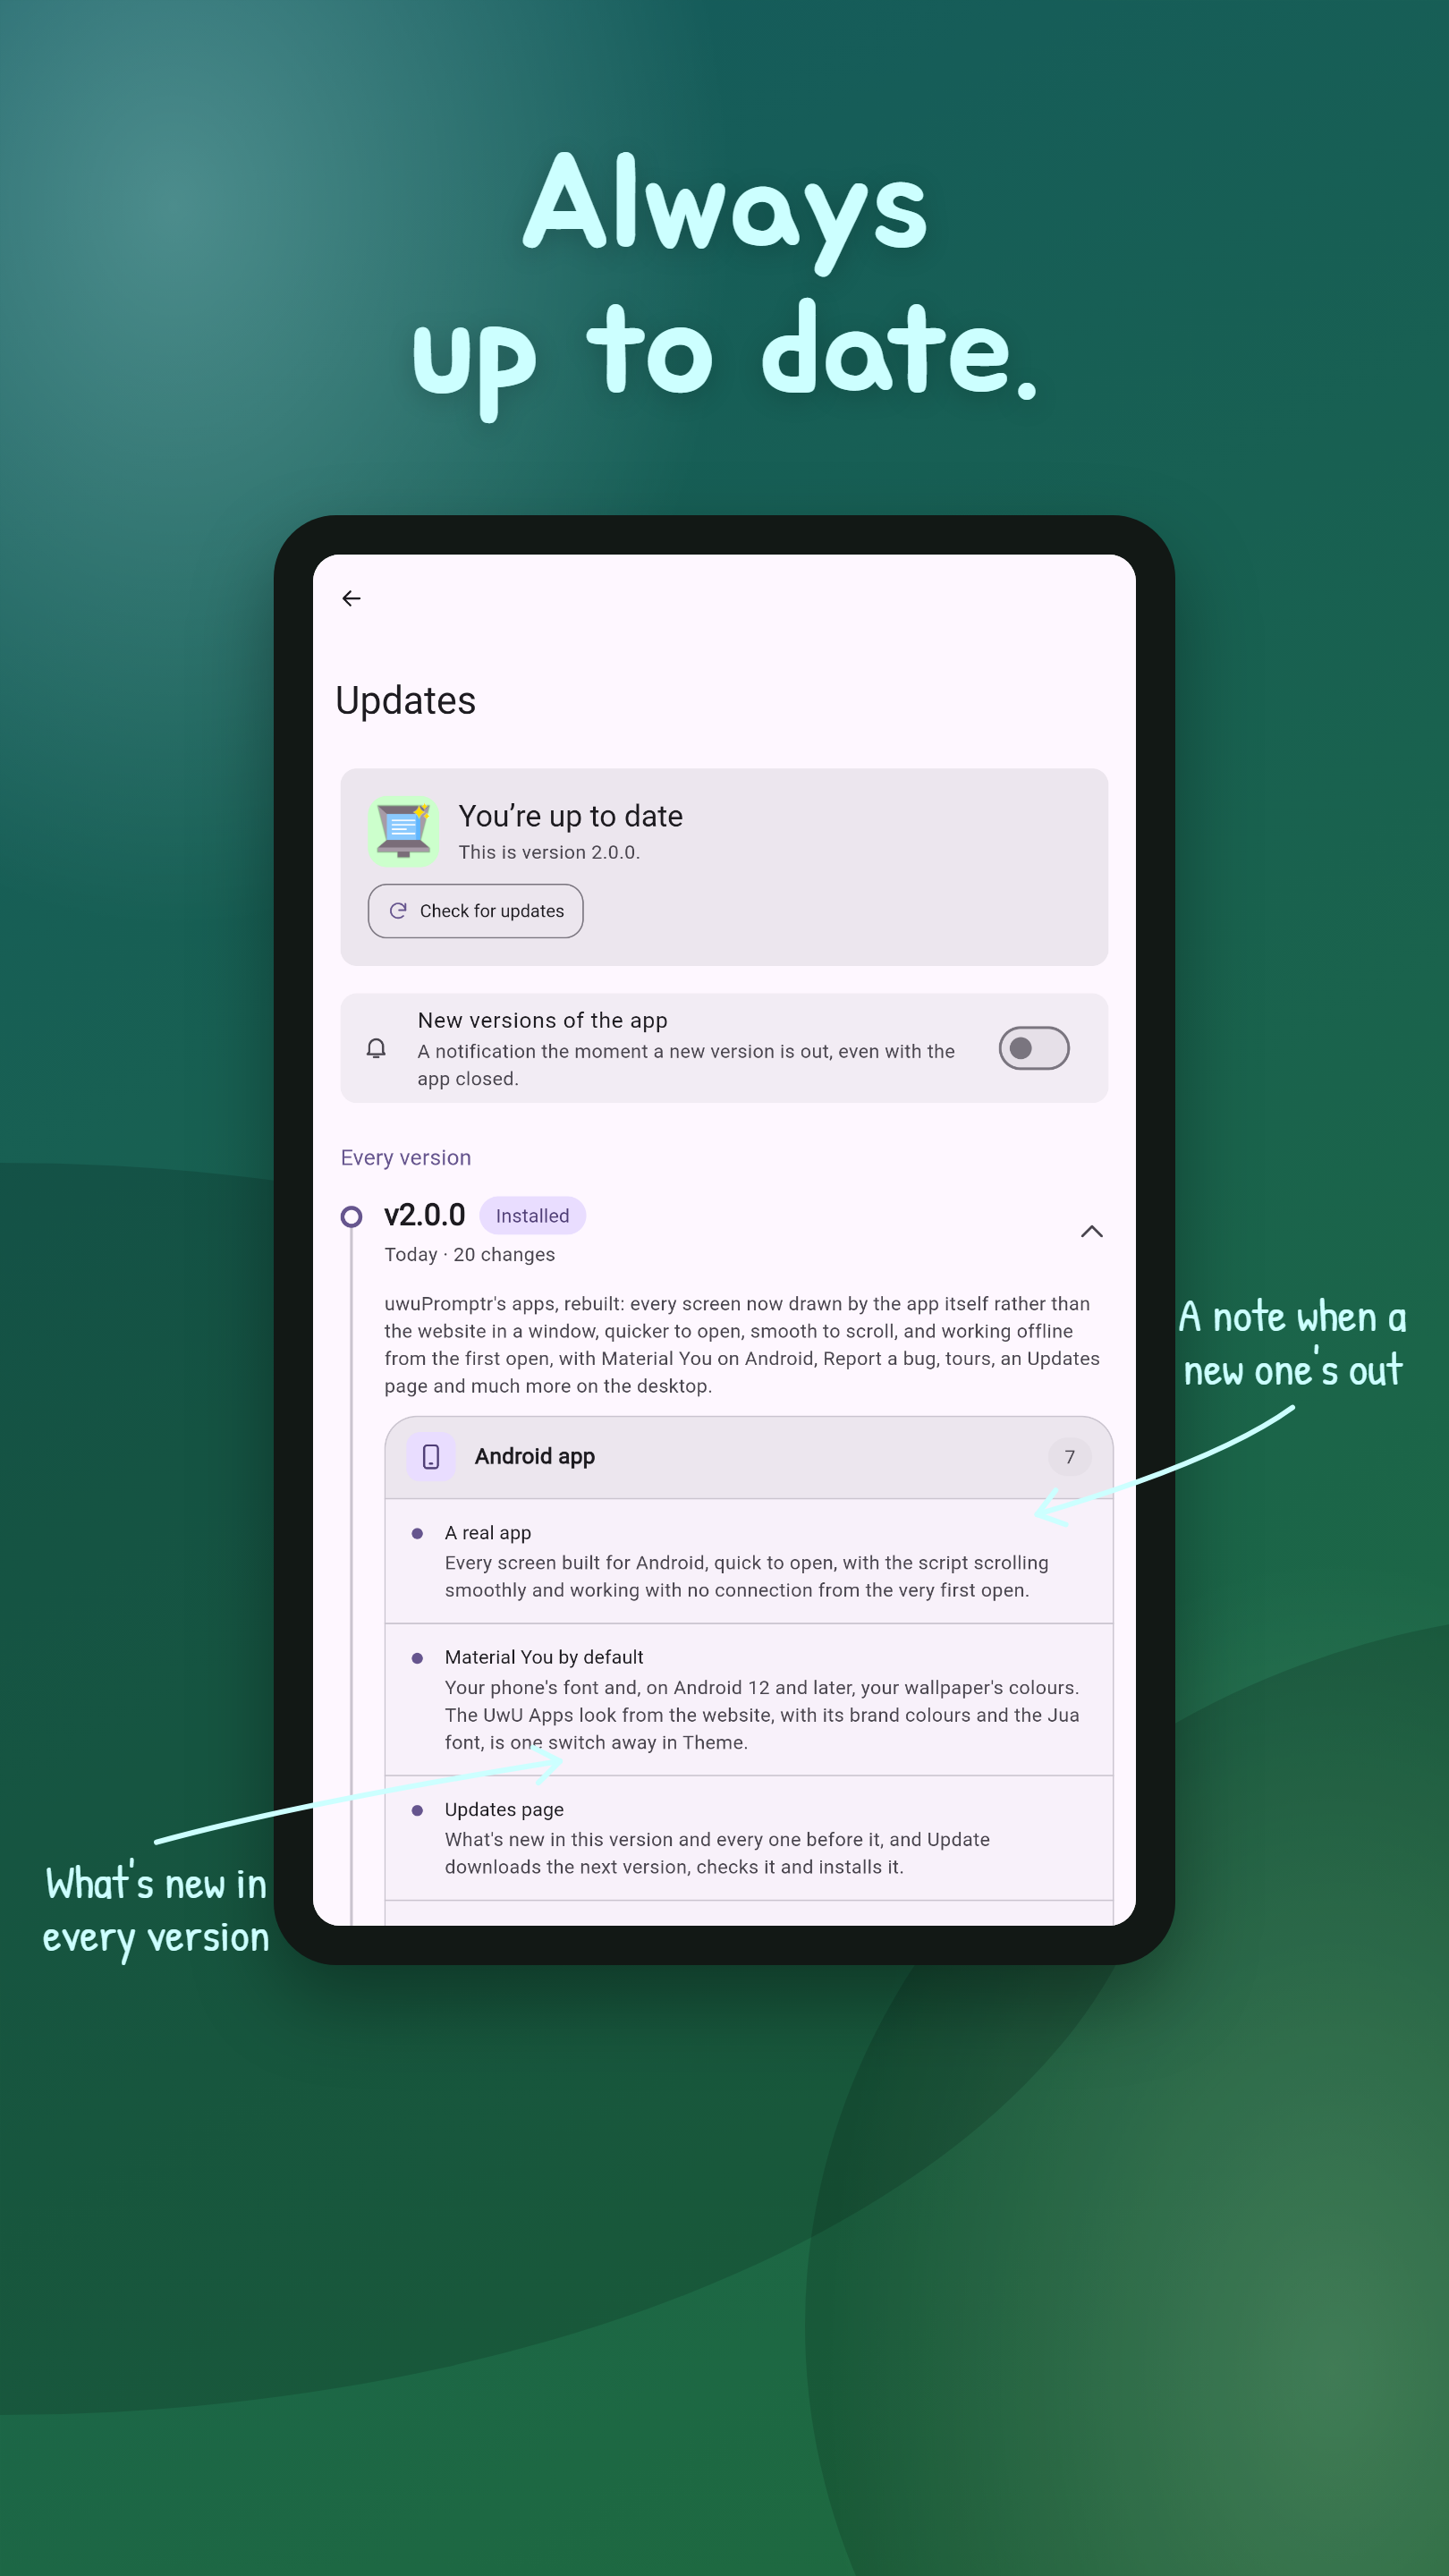 Always
up to date.
Updates
You’re up to date
This is version 2.0.0.
Check for updates
New versions of the app
A notification the moment a new version is out, even with the
app closed.
Every version
v2.0.0 Installed
Today · 20 changes
uwuPromptr's apps, rebuilt: every screen now drawn by the app itself rather than
the website in a window, quicker to open, smooth to scroll, and working offline
from the first open, with Material You on Android, Report a bug, tours, an Updates
page and much more on the desktop.
A note when a
new one's out
Android app 7
A real app
Every screen built for Android, quick to open, with the script scrolling
smoothly and working with no connection from the very first open.
Material You by default
Your phone's font and, on Android 12 and later, your wallpaper's colours.
The UwU Apps look from the website, with its brand colours and the Jua
font, is one switch away in Theme.
Updates page
What's new in this version and every one before it, and Update
downloads the next version, checks it and installs it.
What's new in
every version